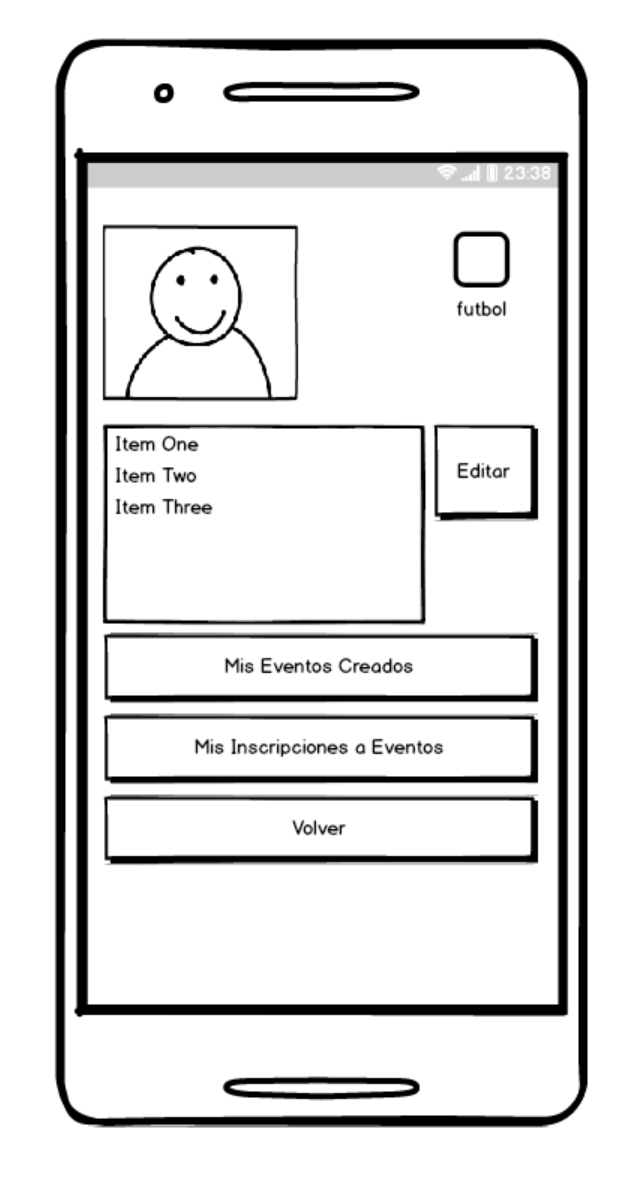 23:38
futbol
Item One
Item Two
Item Three
Editar
Mis Eventos Creados
Mis Inscripciones a Eventos
Volver